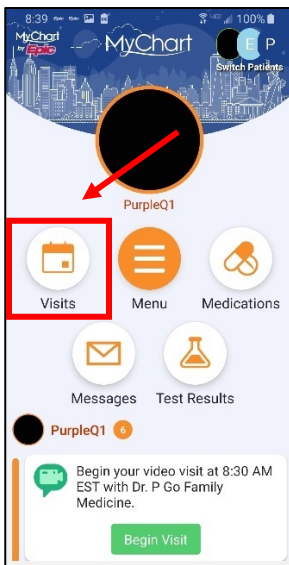 8:39 100%
MyChart
by Epic
MyChart
E P
Switch Patients
PurpleQ1
Visits Menu Medications
Messages Test Results
PurpleQ1 6
Begin your video visit at 8:30 AM
EST with Dr. P Go Family
Medicine.
Begin Visit